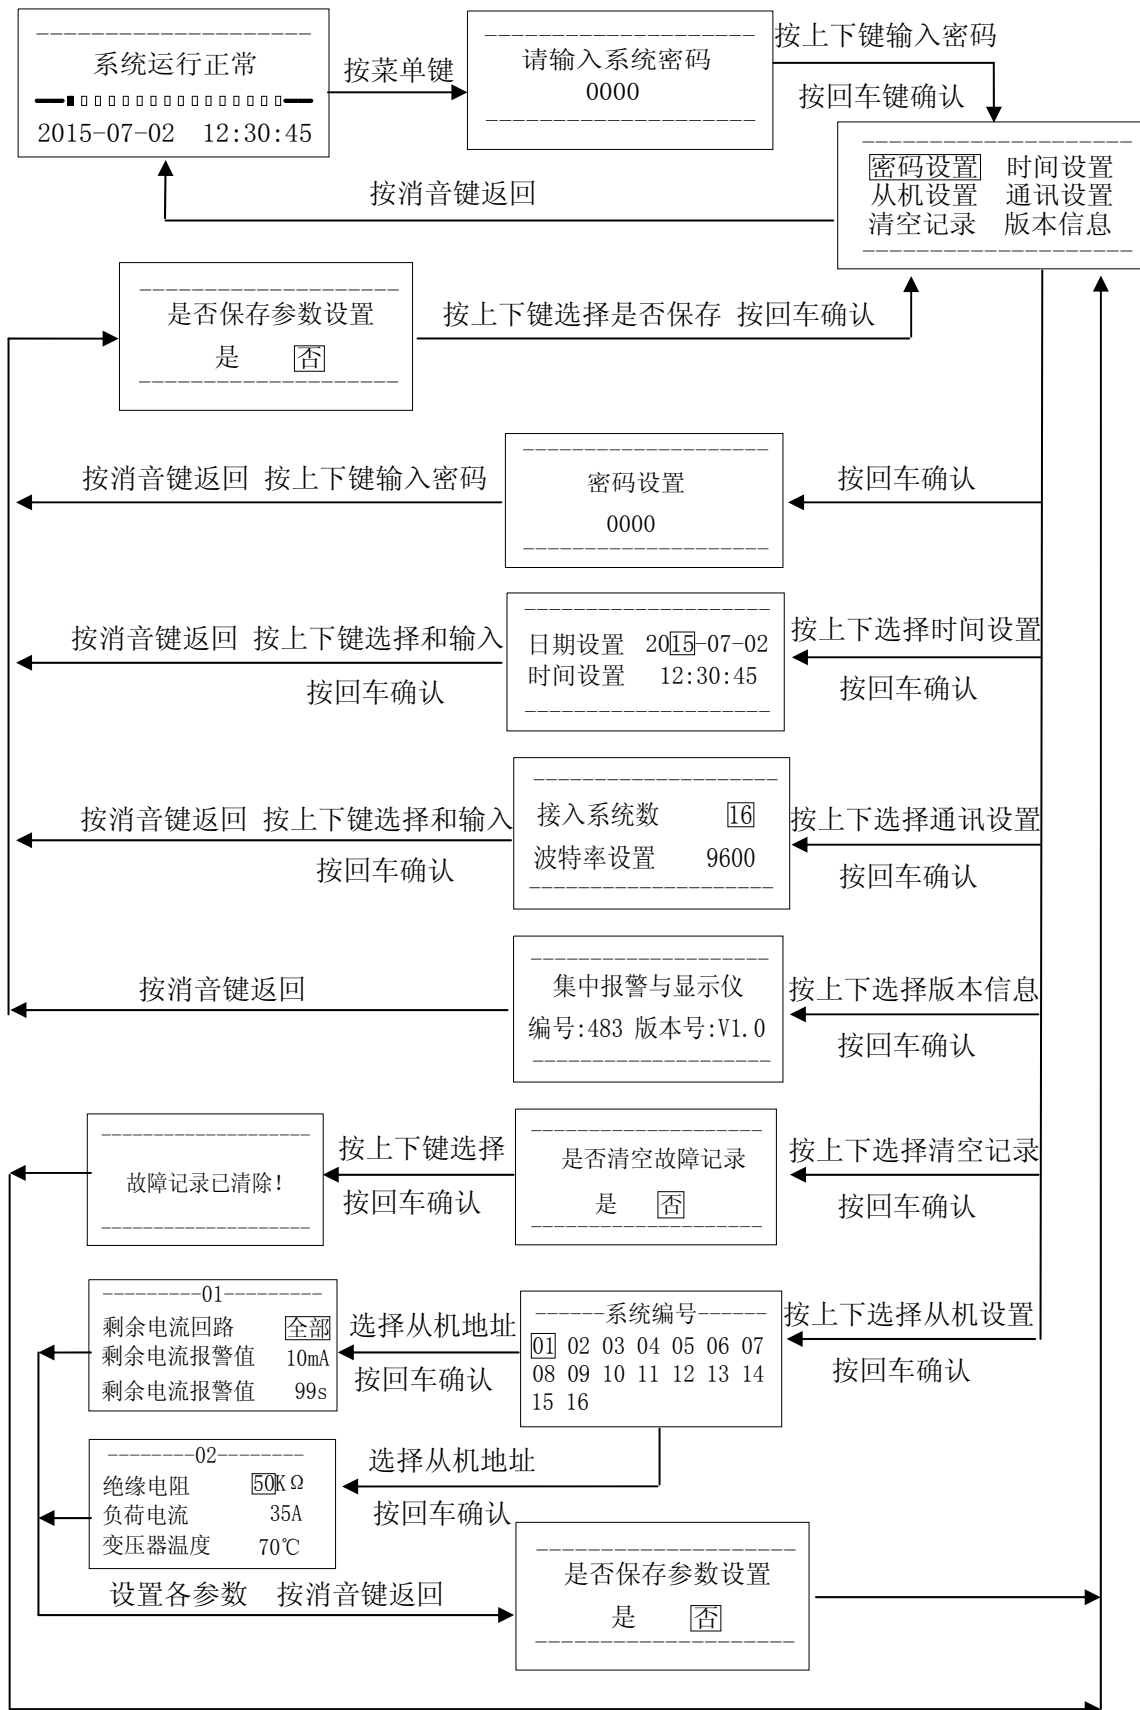 系统运行正常
2015-07-02 12:30:45
按菜单键
请输入系统密码
0000
按上下键输入密码
按回车键确认
密码设置 时间设置
从机设置 通讯设置
清空记录 版本信息
按消音键返回
是否保存参数设置
是 否
按上下键选择是否保存 按回车确认
按消音键返回 按上下键输入密码
密码设置
0000
按回车确认
按消音键返回 按上下键选择和输入
按回车确认
日期设置 2015-07-02
时间设置 12:30:45
按上下选择时间设置
按回车确认
按消音键返回 按上下键选择和输入
按回车确认
接入系统数 16
波特率设置 9600
按上下选择通讯设置
按回车确认
按消音键返回
集中报警与显示仪
编号:483 版本号:V1.0
按上下选择版本信息
按回车确认
故障记录已清除!
按上下键选择
按回车确认
是否清空故障记录
是 否
按上下选择清空记录
按回车确认
---------01---------
剩余电流回路 全部
剩余电流报警值 10mA
剩余电流报警值 99s
选择从机地址
按回车确认
------系统编号------
01 02 03 04 05 06 07
08 09 10 11 12 13 14
15 16
按上下选择从机设置
按回车确认
--------02--------
绝缘电阻 50KΩ
负荷电流 35A
变压器温度 70℃
选择从机地址
按回车确认
设置各参数 按消音键返回
是否保存参数设置
是 否